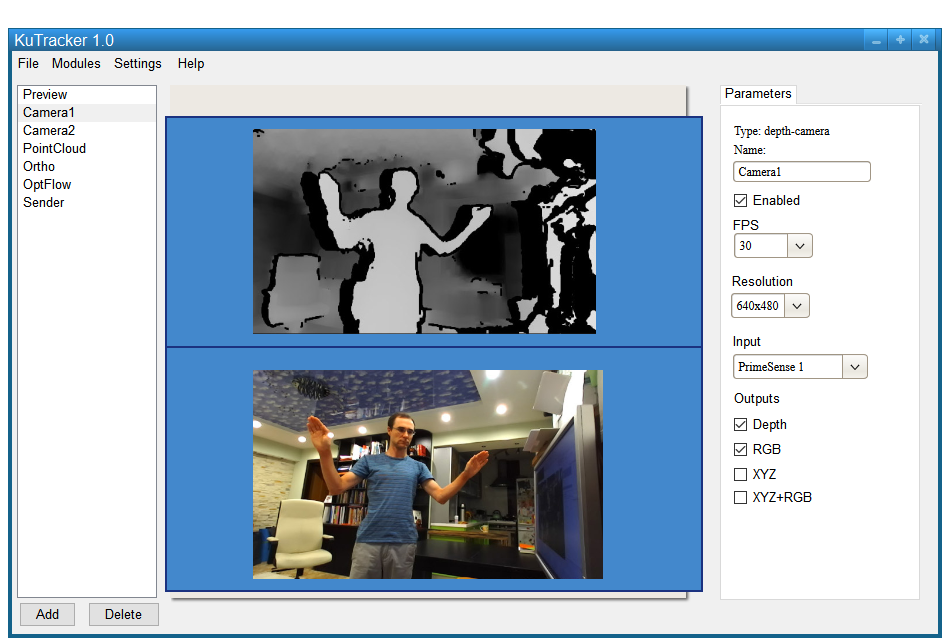 KuTracker 1.0
File Modules Settings Help
Preview
Camera1
Camera2
PointCloud
Ortho
OptFlow
Sender
Add Delete
Parameters
Type: depth-camera
Name:
Camera1
Enabled
FPS
30
Resolution
640x480
Input
PrimeSense 1
Outputs
Depth
RGB
XYZ
XYZ+RGB